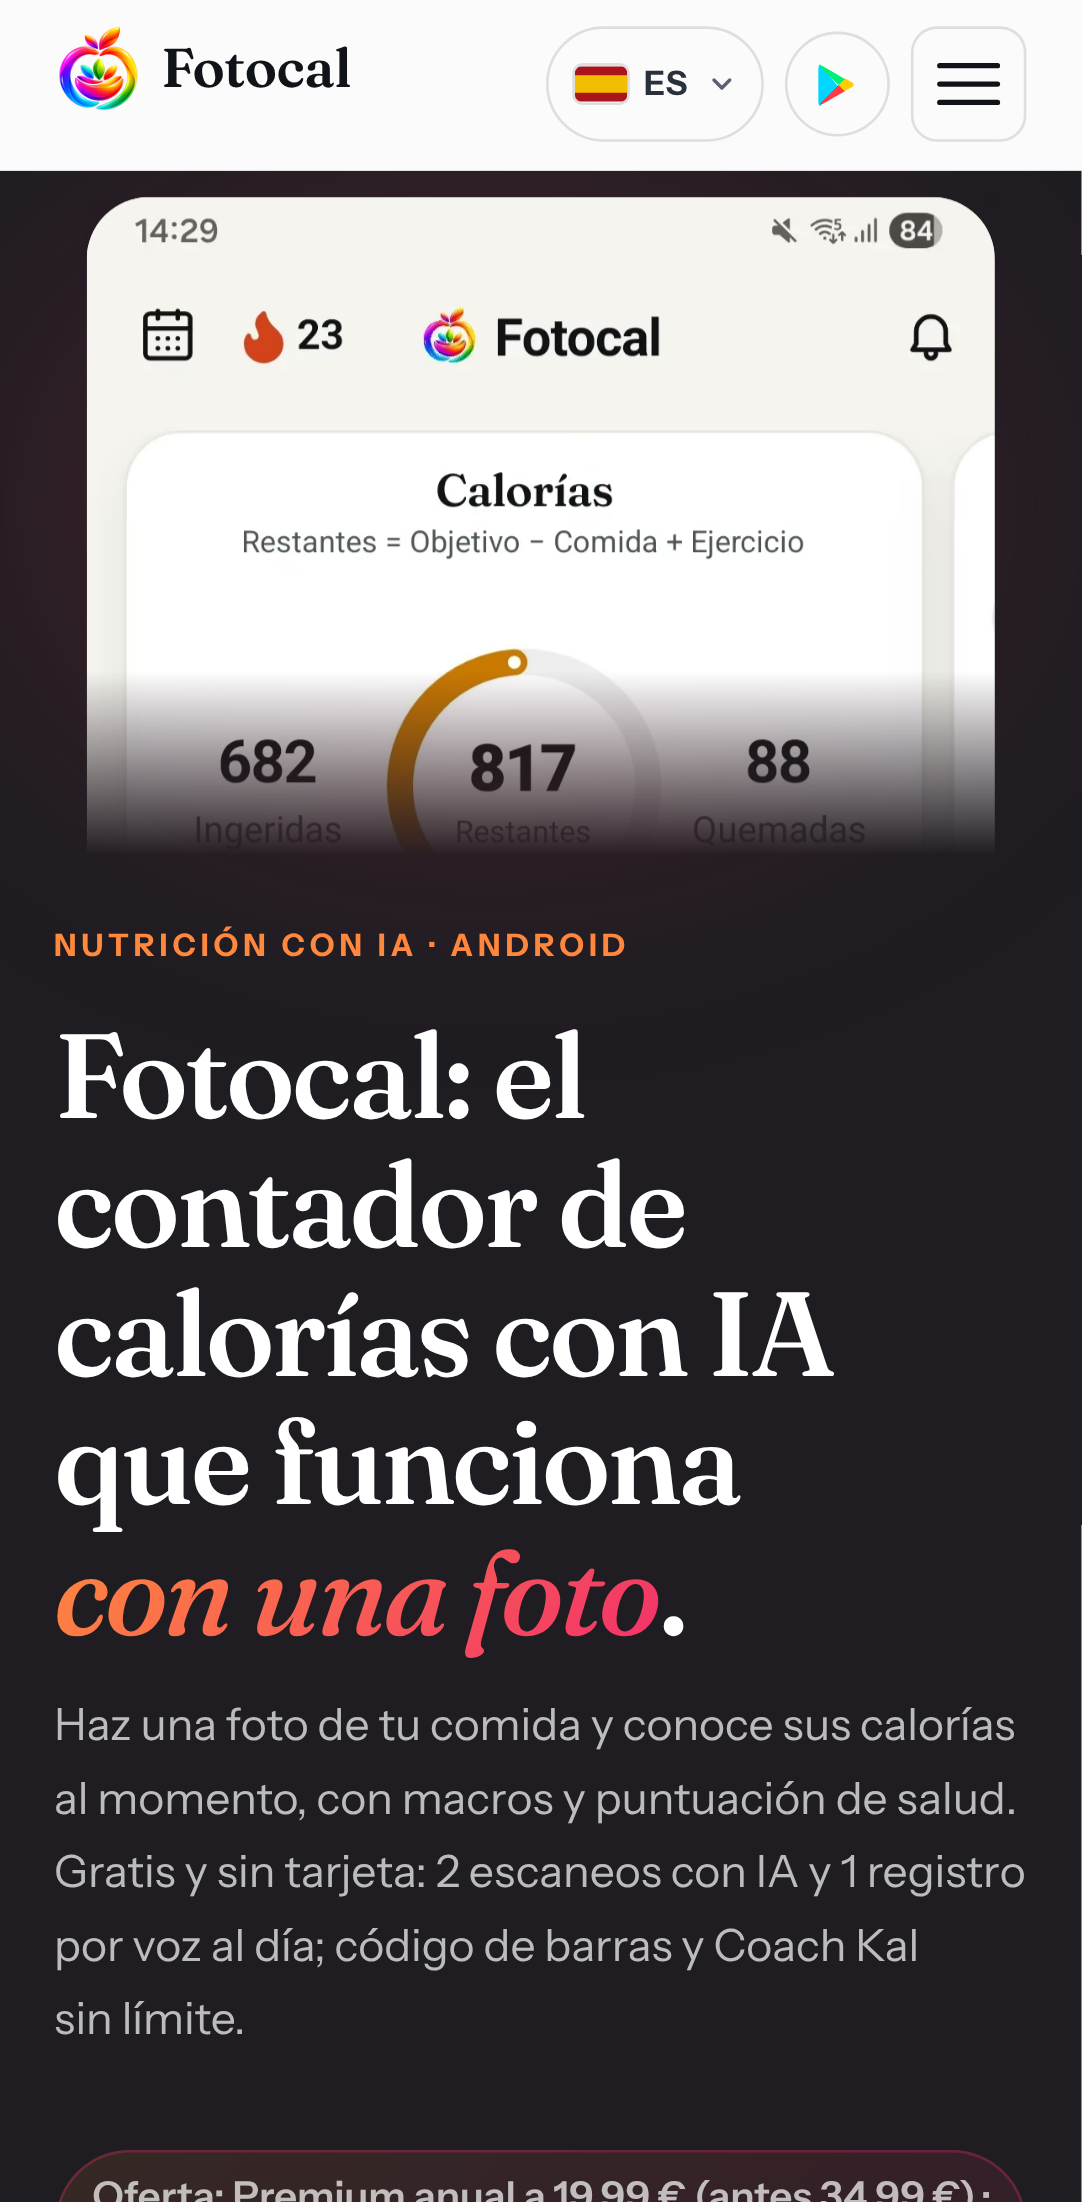 Fotocal
ES
14:29
5
84
23
Fotocal
Calorías
Restantes = Objetivo − Comida + Ejercicio
682
817
88
Ingeridas
Restantes
Quemadas
NUTRICIÓN CON IA · ANDROID
Fotocal: el
contador de
calorías con IA
que funciona
con una foto.
Haz una foto de tu comida y conoce sus calorías
al momento, con macros y puntuación de salud.
Gratis y sin tarjeta: 2 escaneos con IA y 1 registro
por voz al día; código de barras y Coach Kal
sin límite.
Oferta: Premium anual a 19,99 € (antes 34,99 €) ·